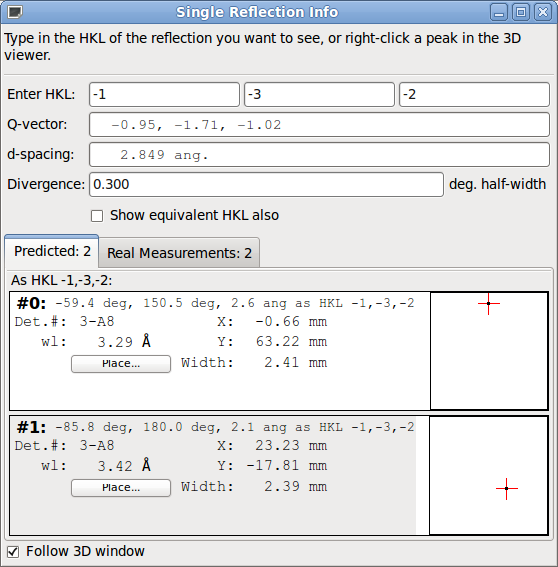 Single Reflection Info
Type in the HKL of the reflection you want to see, or right-click a peak in the 3D
viewer.
Enter HKL: -1 -3 -2
Q-vector: -0.95, -1.71, -1.02
d-spacing: 2.849 ang.
Divergence: 0.300 deg. half-width
Show equivalent HKL also
Predicted: 2 Real Measurements: 2
As HKL -1,-3,-2:
#0: -59.4 deg, 150.5 deg, 2.6 ang as HKL -1,-3,-2
Det.#: 3-A8 X: -0.66 mm
wl: 3.29 Å Y: 63.22 mm
Place... Width: 2.41 mm
#1: -85.8 deg, 180.0 deg, 2.1 ang as HKL -1,-3,-2
Det.#: 3-A8 X: 23.23 mm
wl: 3.42 Å Y: -17.81 mm
Place... Width: 2.39 mm
Follow 3D window